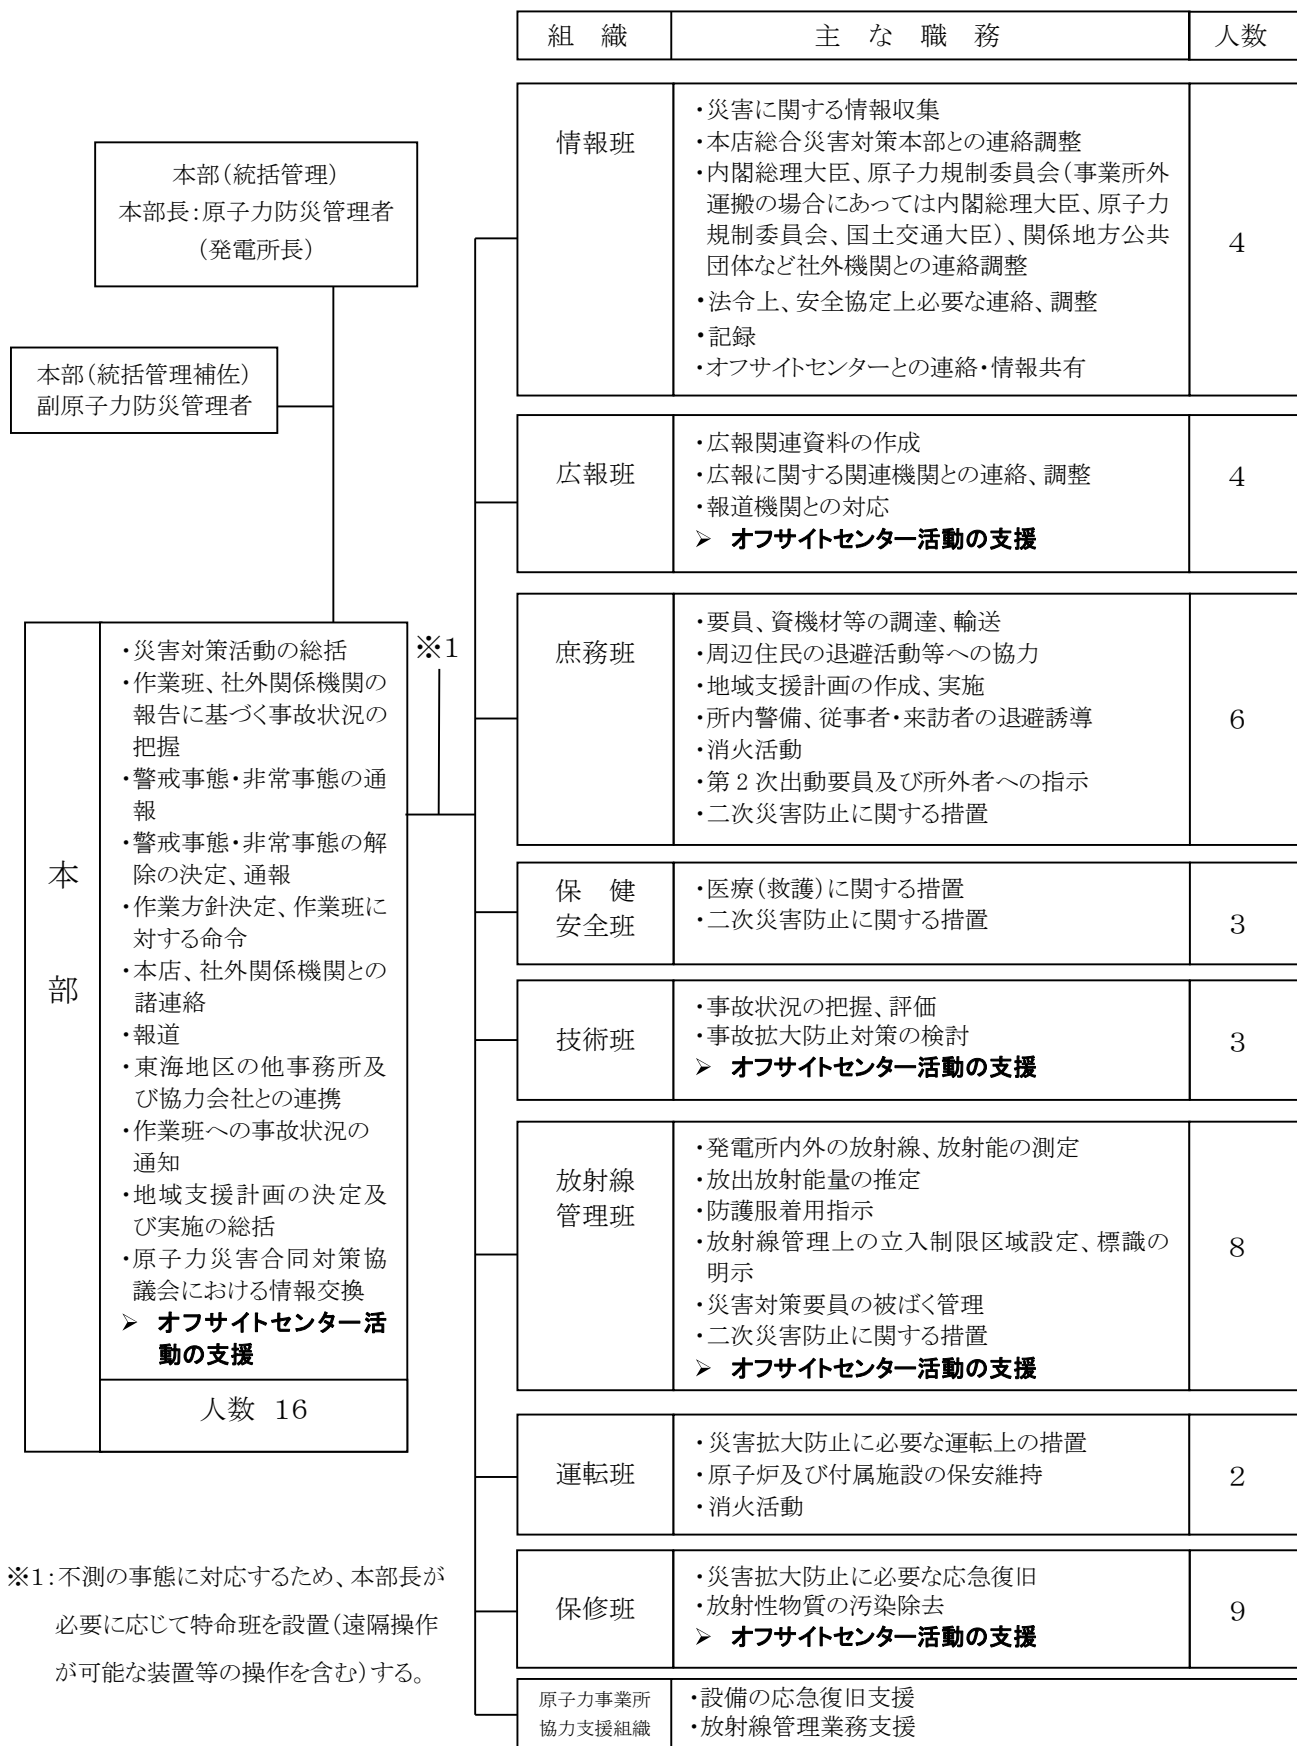 組　織　主　な　職　務　人数
本部(統括管理)
本部長:原子力防災管理者
(発電所長)
本部(統括管理補佐)
副原子力防災管理者
本
部
・災害対策活動の総括
・作業班、社外関係機関の
報告に基づく事故状況の
把握
・警戒事態・非常事態の通
報
・警戒事態・非常事態の解
除の決定、通報
・作業方針決定、作業班に
対する命令
・本店、社外関係機関との
諸連絡
・報道
・東海地区の他事務所及
び協力会社との連携
・作業班への事故状況の
通知
・地域支援計画の決定及
び実施の総括
・原子力災害合同対策協
議会における情報交換
➢ オフサイトセンター活
動の支援
人数 16
※1
情報班
・災害に関する情報収集
・本店総合災害対策本部との連絡調整
・内閣総理大臣、原子力規制委員会(事業所外
運搬の場合にあっては内閣総理大臣、原子力
規制委員会、国土交通大臣)、関係地方公共
団体など社外機関との連絡調整
・法令上、安全協定上必要な連絡、調整
・記録
・オフサイトセンターとの連絡・情報共有
4
広報班
・広報関連資料の作成
・広報に関する関連機関との連絡、調整
・報道機関との対応
➢ オフサイトセンター活動の支援
4
庶務班
・要員、資機材等の調達、輸送
・周辺住民の退避活動等への協力
・地域支援計画の作成、実施
・所内警備、従事者・来訪者の退避誘導
・消火活動
・第2次出動要員及び所外者への指示
・二次災害防止に関する措置
6
保　健
安全班
・医療(救護)に関する措置
・二次災害防止に関する措置
3
技術班
・事故状況の把握、評価
・事故拡大防止対策の検討
➢ オフサイトセンター活動の支援
3
放射線
管理班
・発電所内外の放射線、放射能の測定
・放出放射能量の推定
・防護服着用指示
・放射線管理上の立入制限区域設定、標識の
明示
・災害対策要員の被ばく管理
・二次災害防止に関する措置
➢ オフサイトセンター活動の支援
8
運転班
・災害拡大防止に必要な運転上の措置
・原子炉及び付属施設の保安維持
・消火活動
2
保修班
・災害拡大防止に必要な応急復旧
・放射性物質の汚染除去
➢ オフサイトセンター活動の支援
9
原子力事業所
協力支援組織
・設備の応急復旧支援
・放射線管理業務支援
※1:不測の事態に対応するため、本部長が
必要に応じて特命班を設置(遠隔操作
が可能な装置等の操作を含む)する。